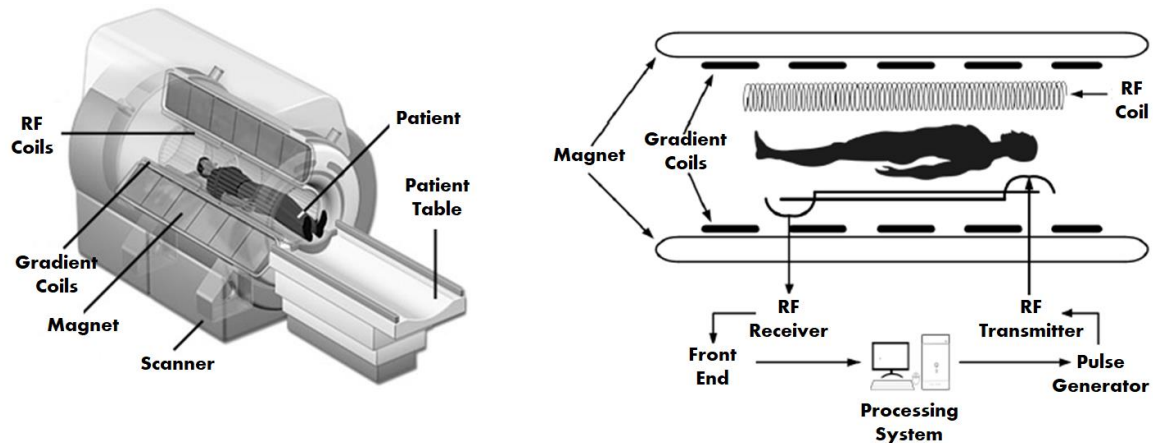 RF
Coils
Patient
Patient
Table
Gradient
Coils
Magnet
Scanner
RF
Coil
Gradient
Coils
Magnet
RF
Receiver
RF
Transmitter
Front
End
Pulse
Generator
Processing
System